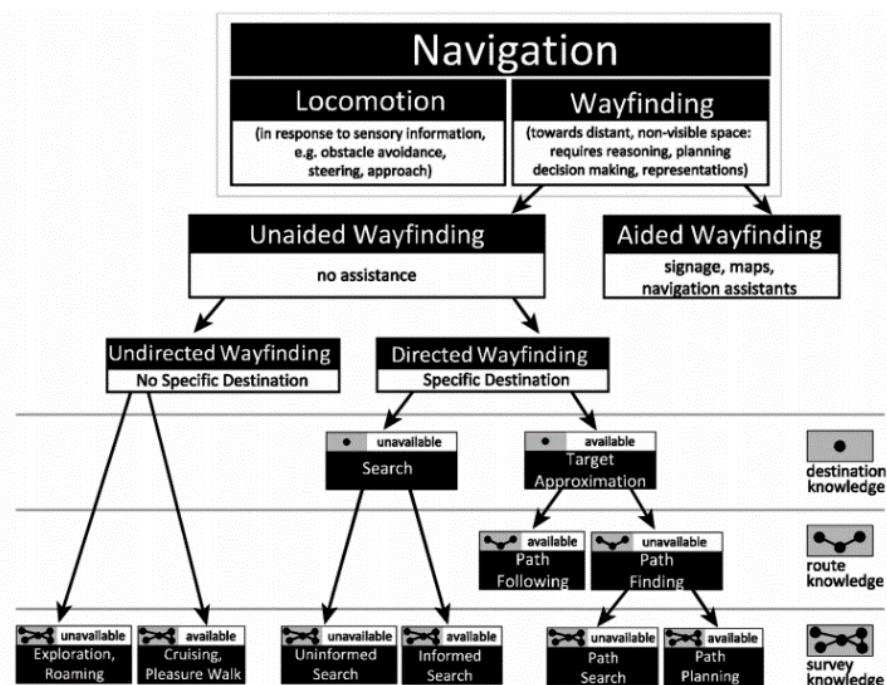 Navigation
Locomotion
(in response to sensory information,
e.g. obstacle avoidance,
steering, approach)
Wayfinding
(towards distant, non-visible space:
requires reasoning, planning
decision making, representations)
Unaided Wayfinding
no assistance
Aided Wayfinding
signage, maps,
navigation assistants
Undirected Wayfinding
No Specific Destination
Directed Wayfinding
Specific Destination
unavailable
Search
available
Target
Approximation
destination
knowledge
available
Path
Following
unavailable
Path
Finding
route
knowledge
unavailable
Exploration,
Roaming
available
Cruising,
Pleasure Walk
unavailable
Uninformed
Search
available
Informed
Search
unavailable
Path
Search
available
Path
Planning
survey
knowledge